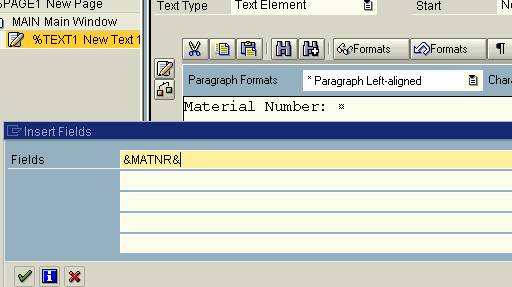 SPAGE1 New Page
MAIN Main Window
%TEXT1 New Text 1
Text Type Text Element Start
Formats Formats ¶
Paragraph Formats * Paragraph Left-aligned
Material Number: ¤
Insert Fields
Fields &MATNR&